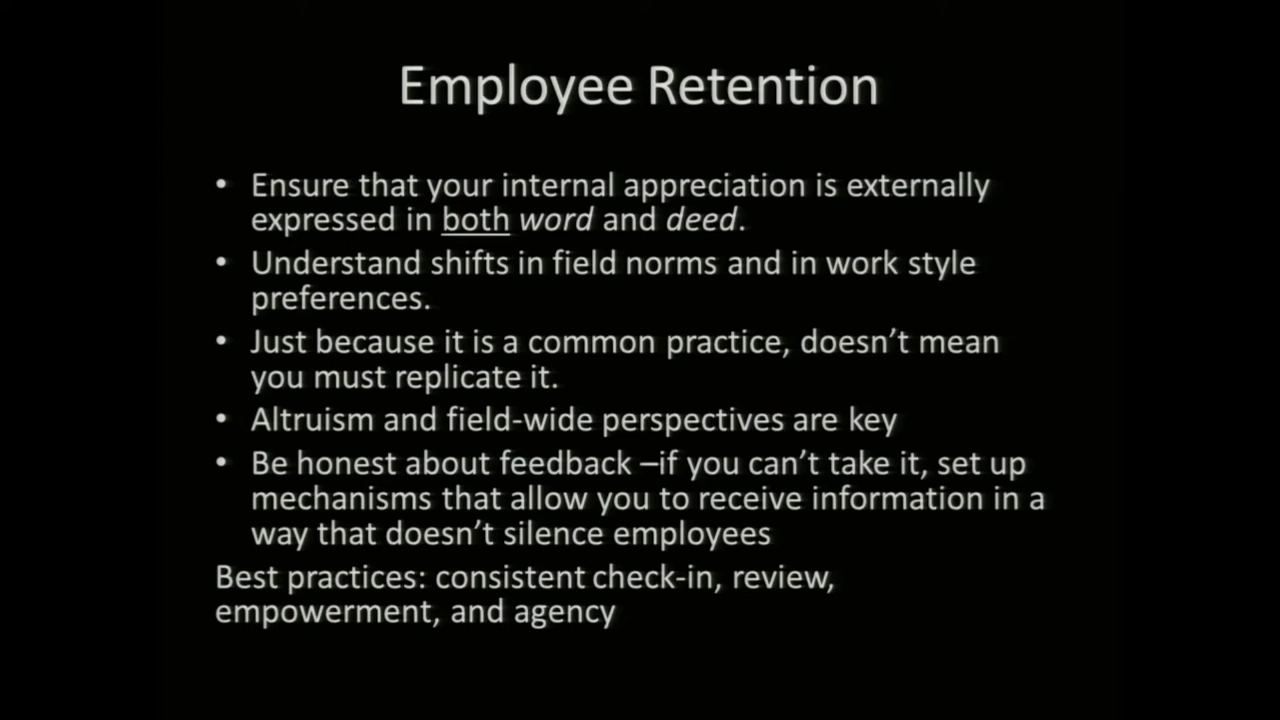 Employee Retention
• Ensure that your internal appreciation is externally
expressed in both word and deed.
• Understand shifts in field norms and in work style
preferences.
• Just because it is a common practice, doesn’t mean
you must replicate it.
• Altruism and field-wide perspectives are key
• Be honest about feedback –if you can’t take it, set up
mechanisms that allow you to receive information in a
way that doesn’t silence employees
Best practices: consistent check-in, review,
empowerment, and agency